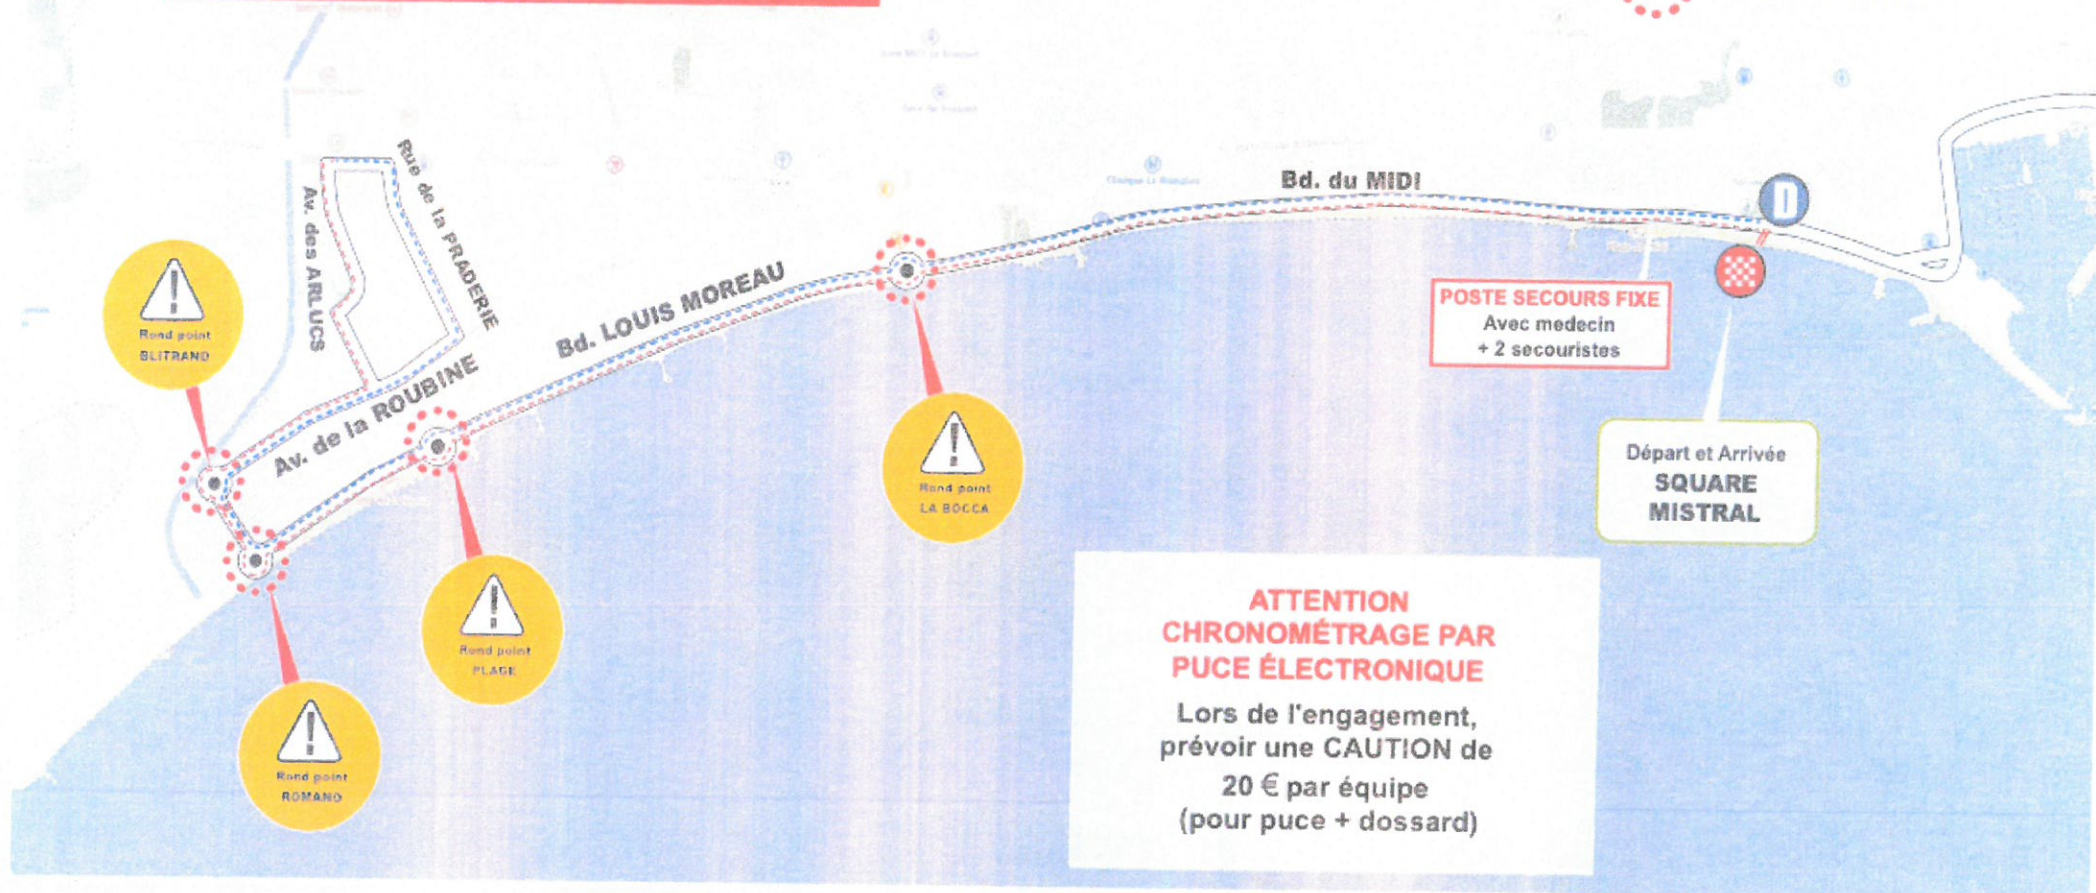 Bd. du MIDI
D
Rue de la PRADERIE
Av. des ARLUCS
Bd. LOUIS MOREAU
Av. de la ROUBINE
Rond point
BLITRAND
Rond point
LA BOCCA
Rond point
PLAGE
Rond point
ROMANO
POSTE SECOURS FIXE
Avec medecin
+ 2 secouristes
Départ et Arrivée
SQUARE
MISTRAL
ATTENTION
CHRONOMÉTRAGE PAR
PUCE ÉLECTRONIQUE
Lors de l'engagement,
prévoir une CAUTION de
20 € par équipe
(pour puce + dossard)